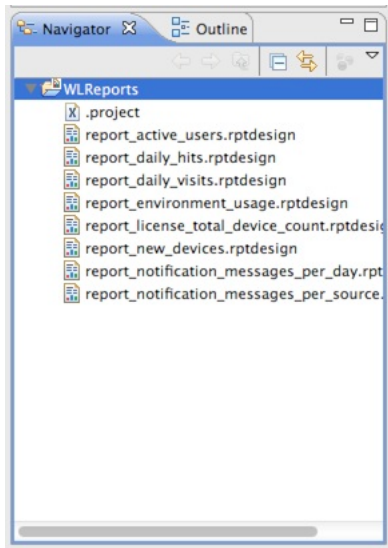 Navigator Outline
WLReports
.project
report_active_users.rptdesign
report_daily_hits.rptdesign
report_daily_visits.rptdesign
report_environment_usage.rptdesign
report_license_total_device_count.rptdesig
report_new_devices.rptdesign
report_notification_messages_per_day.rpt
report_notification_messages_per_source.